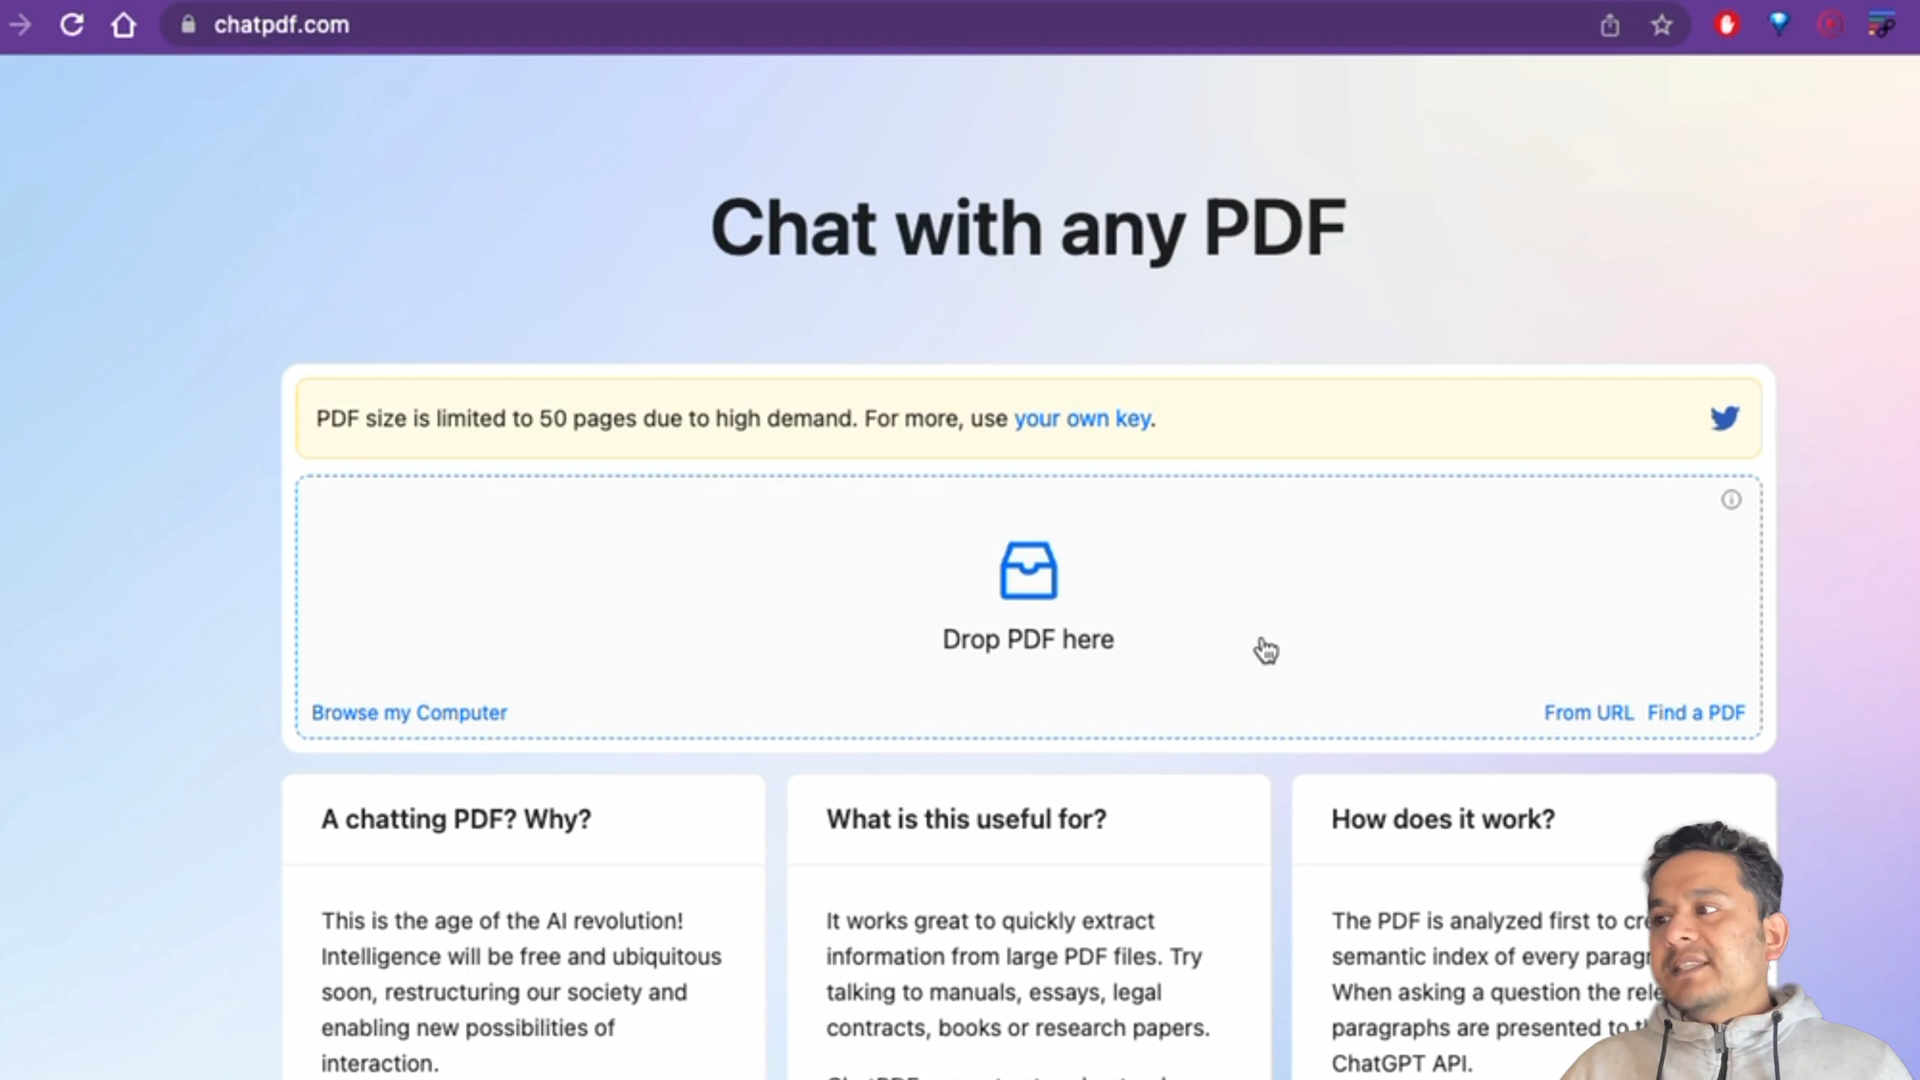 chatpdf.com
Chat with any PDF
PDF size is limited to 50 pages due to high demand. For more, use your own key.
Drop PDF here
Browse my Computer
From URL Find a PDF
A chatting PDF? Why?
This is the age of the AI revolution!
Intelligence will be free and ubiquitous
soon, restructuring our society and
enabling new possibilities of
interaction.
What is this useful for?
It works great to quickly extract
information from large PDF files. Try
talking to manuals, essays, legal
contracts, books or research papers.
How does it work?
The PDF is analyzed first to
semantic index of every
When asking a question the
paragraphs are presented to
ChatGPT API.